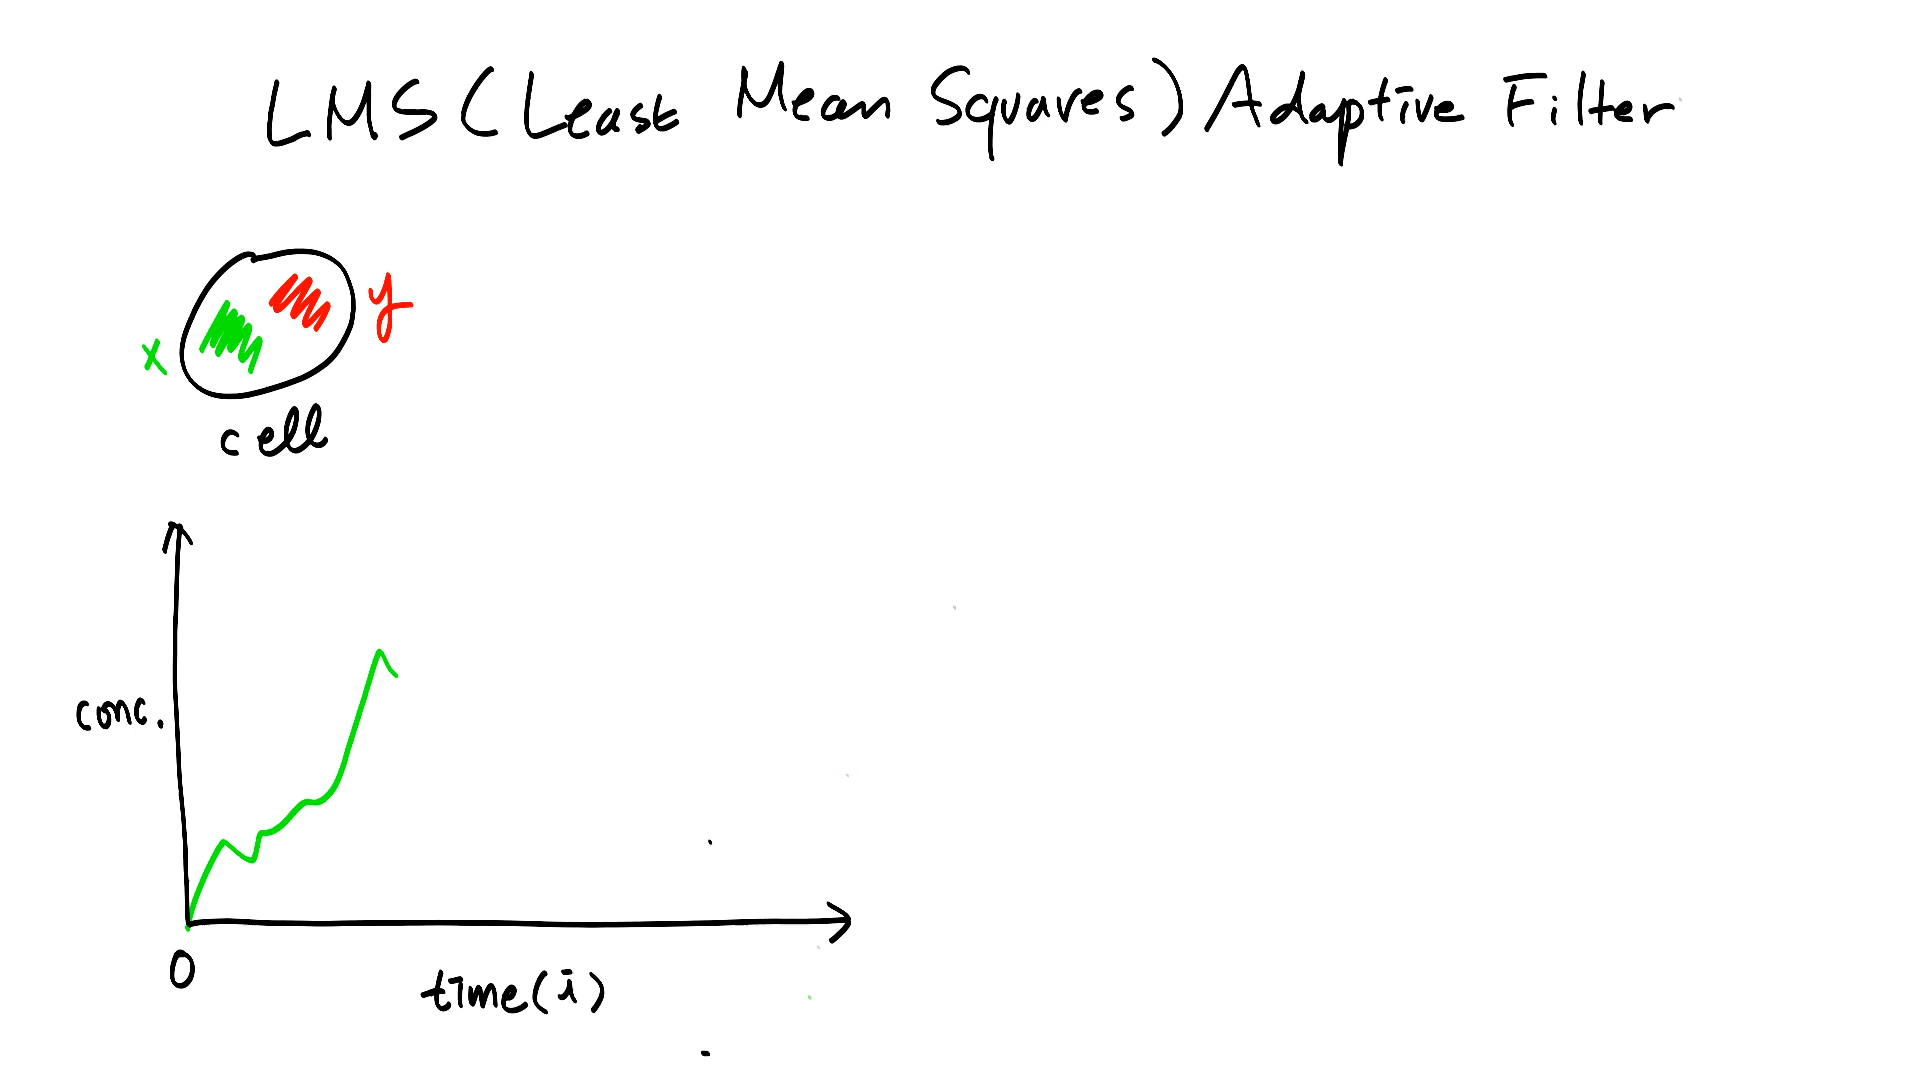 LMS (Least Mean Squares) Adaptive Filter
y
x
cell
conc.
0
time(i)